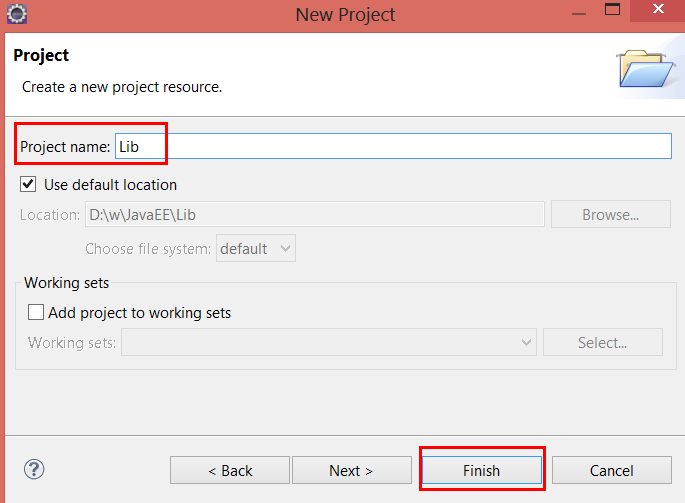 New Project
Project
Create a new project resource.
Project name: Lib
Use default location
Location: D:\w\JavaEE\Lib Browse...
Choose file system: default
Working sets
Add project to working sets
Working sets: Select...
? < Back Next > Finish Cancel